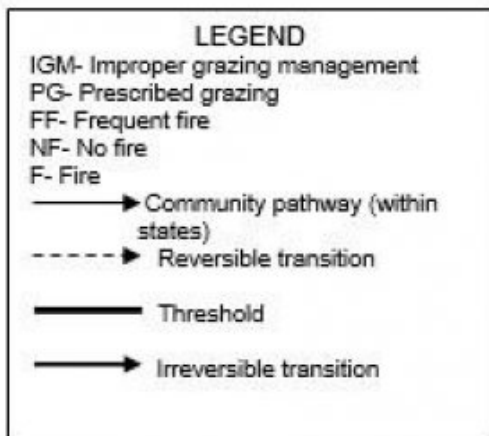 LEGEND
IGM- Improper grazing management
PG- Prescribed grazing
FF- Frequent fire
NF- No fire
F- Fire
Community pathway (within
states)
Reversible transition
Threshold
Irreversible transition